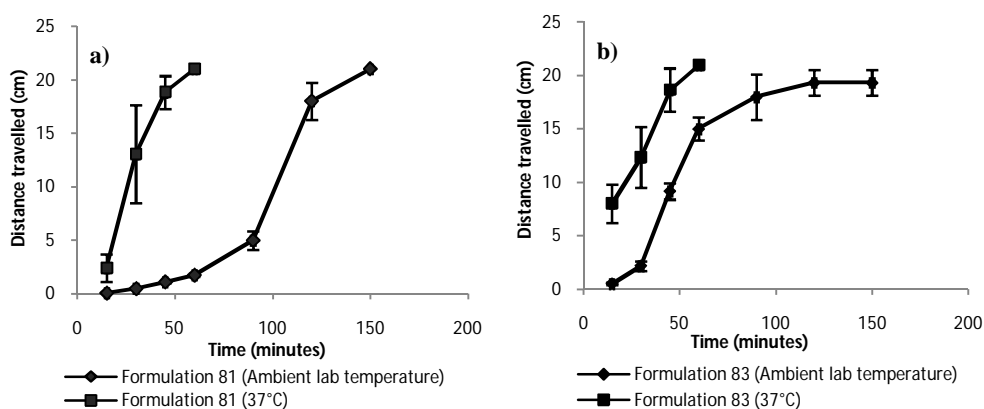 a)
25
20
15
10
5
0
Distance travelled (cm)
0 50 100 150 200
Time (minutes)
Formulation 81 (Ambient lab temperature)
Formulation 81 (37°C)
b)
25
20
15
10
5
0
Distance travelled (cm)
0 50 100 150 200
Time (minutes)
Formulation 83 (Ambient lab temperature)
Formulation 83 (37°C)